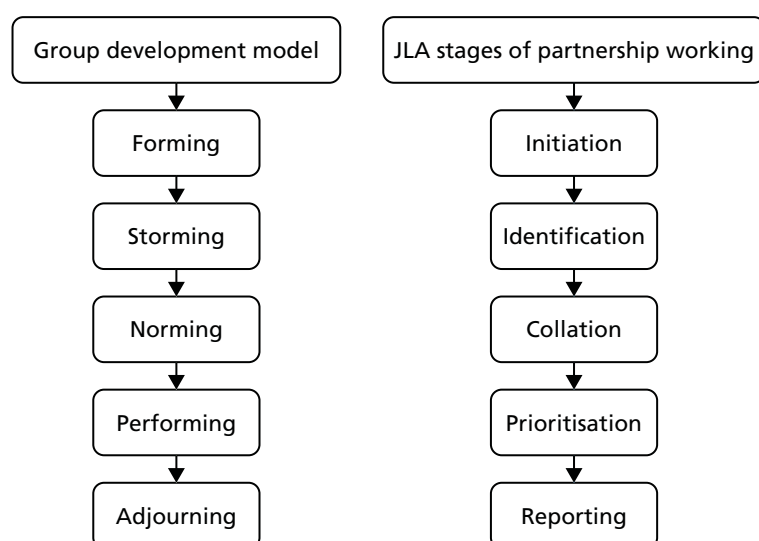 Group development model
Forming
Storming
Norming
Performing
Adjourning
JLA stages of partnership working
Initiation
Identification
Collation
Prioritisation
Reporting